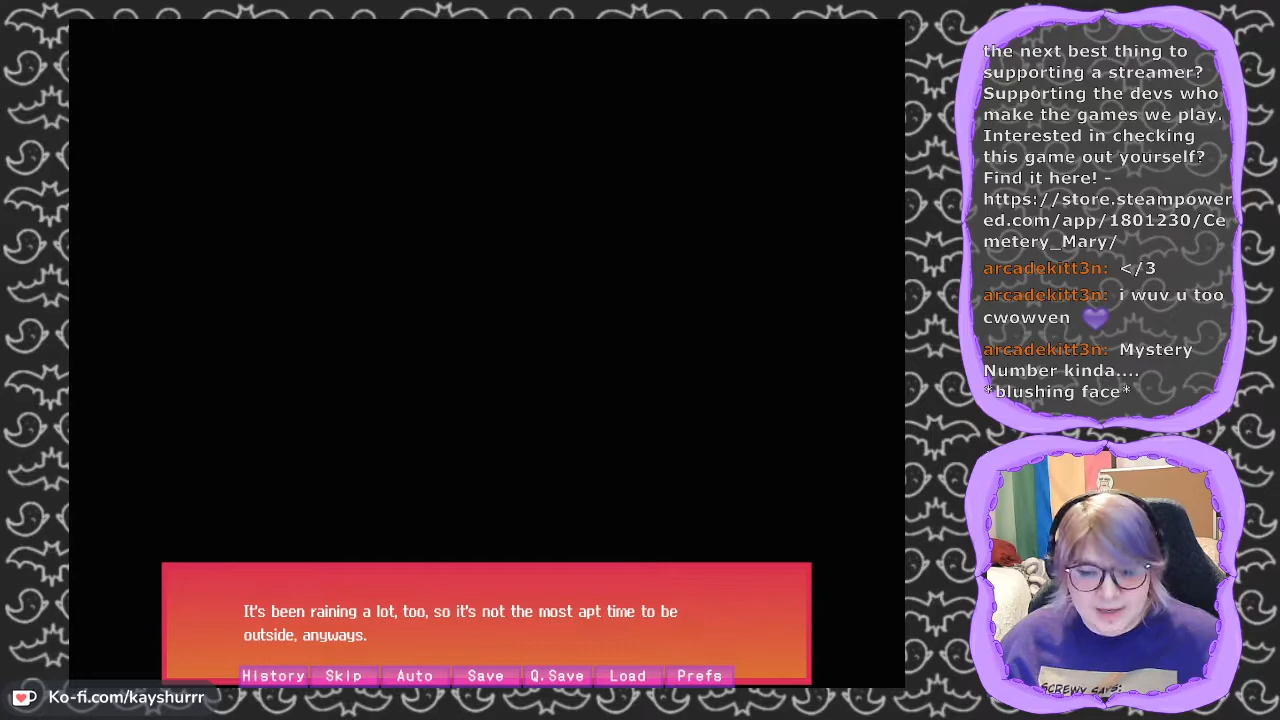 the next best thing to
supporting a streamer?
Supporting the devs who
make the games we play.
Interested in checking
this game out yourself?
Find it here! -
https://store.steampower
ed.com/app/1801230/Ce
metery_Mary/
arcadekitt3n: </3
arcadekitt3n: i wuv u too
cwowven
arcadekitt3n: Mystery
Number kinda....
*blushing face*
It's been raining a lot, too, so it's not the most apt time to be
outside, anyways.
History Skip Auto Save Q.Save Load Prefs
Ko-fi.com/kayshurrr
SCREWY SAYS: